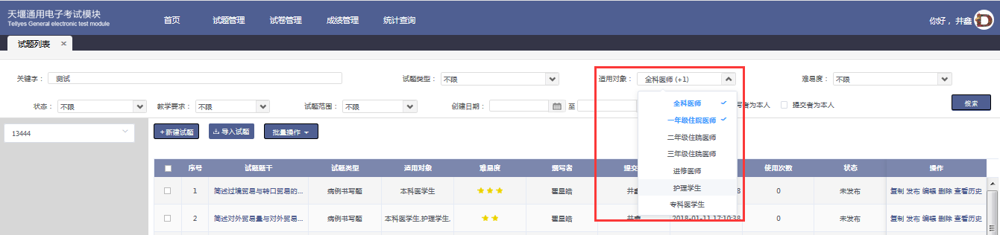 天堰通用电子考试模块
Tellyes General electronic test module
首页 试题管理 试卷管理 成绩管理 统计查询
你好，井鑫
试题列表 ×
关键字： 测试 试题类型： 不限 适用对象： 全科医师 (+1) 难易度： 不限
状态： 不限 教学要求： 不限 试题范围： 不限 创建日期： 至 写者为本人 提交者为本人 搜索
全科医师
一年级住院医师
二年级住院医师
三年级住院医师
进修医师
护理学生
专科医学生
13444
+新建试题 导入试题 批量操作
序号 试题题干 试题类型 适用对象 难易度 撰写者 提交 使用次数 状态 操作
1 简述过境贸易与转口贸易的... 病例书写题 本科医学生 瞿星皓 井鑫 38 0 未发布 复制 发布 编辑 删除 查看历史
2 简述对外贸易量与对外贸易... 病例书写题 本科医学生,护理学生, 瞿星皓 井鑫 2018-01-11 17:10:38 0 未发布 复制 发布 编辑 删除 查看历史